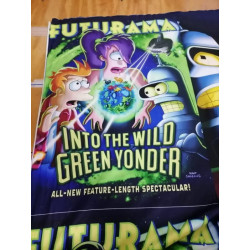 FUTURAMA
INTO THE WILD
GREEN YONDER
ALL-NEW FEATURE-LENGTH SPECTACULAR!
FUTURAMA